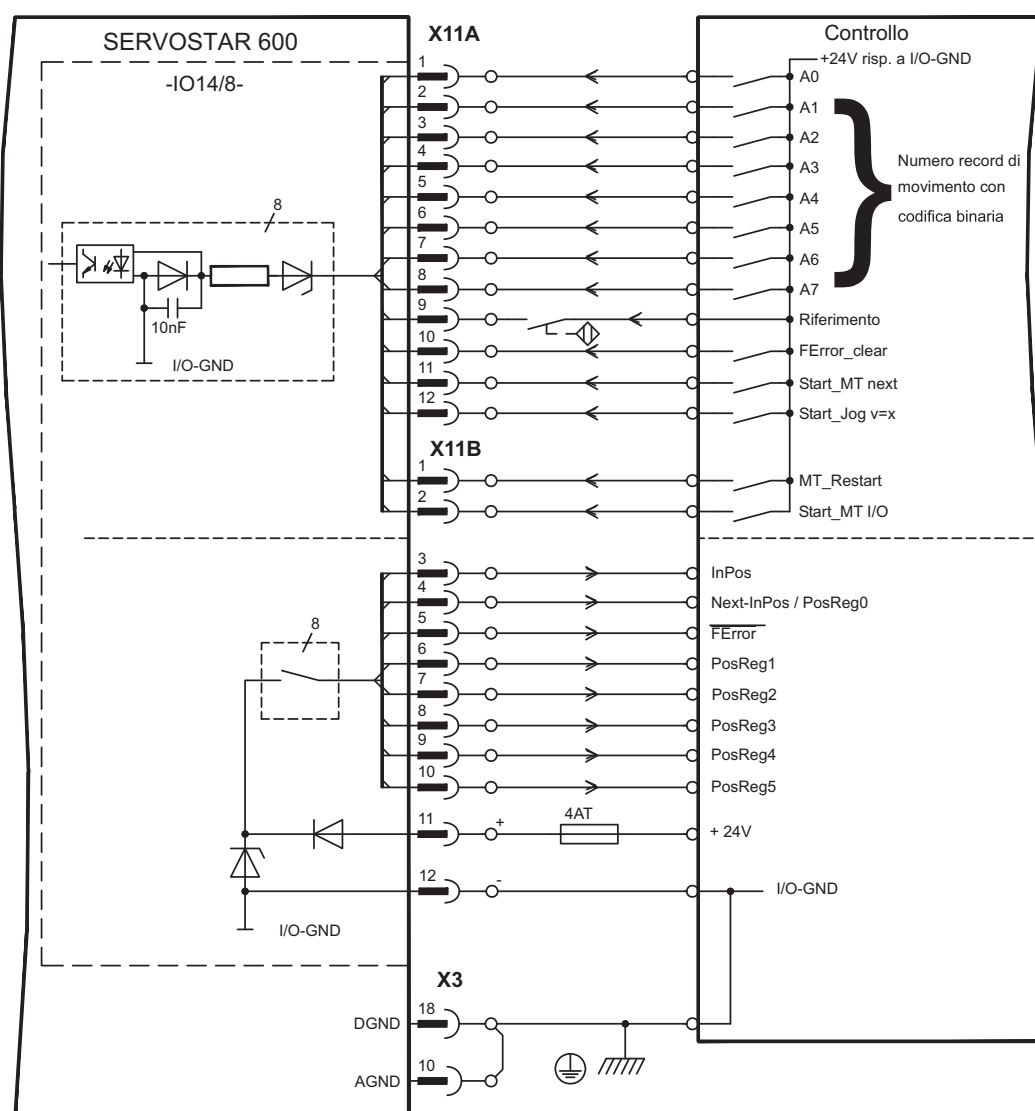 SERVOSTAR 600
-IO14/8-
X11A
Controllo
+24V risp. a I/O-GND
1
A0
2
A1
3
A2
4
A3
5
A4
6
A5
7
A6
8
A7
Numero record di
movimento con
codifica binaria
8
10nF
I/O-GND
9
Riferimento
10
FError_clear
11
Start_MT next
12
Start_Jog v=x
X11B
1
MT_Restart
2
Start_MT I/O
3
InPos
4
Next-InPos / PosReg0
5
FError
6
PosReg1
7
PosReg2
8
PosReg3
9
PosReg4
10
PosReg5
8
11
+
4AT
+ 24V
12
-
I/O-GND
I/O-GND
X3
DGND
18
AGND
10